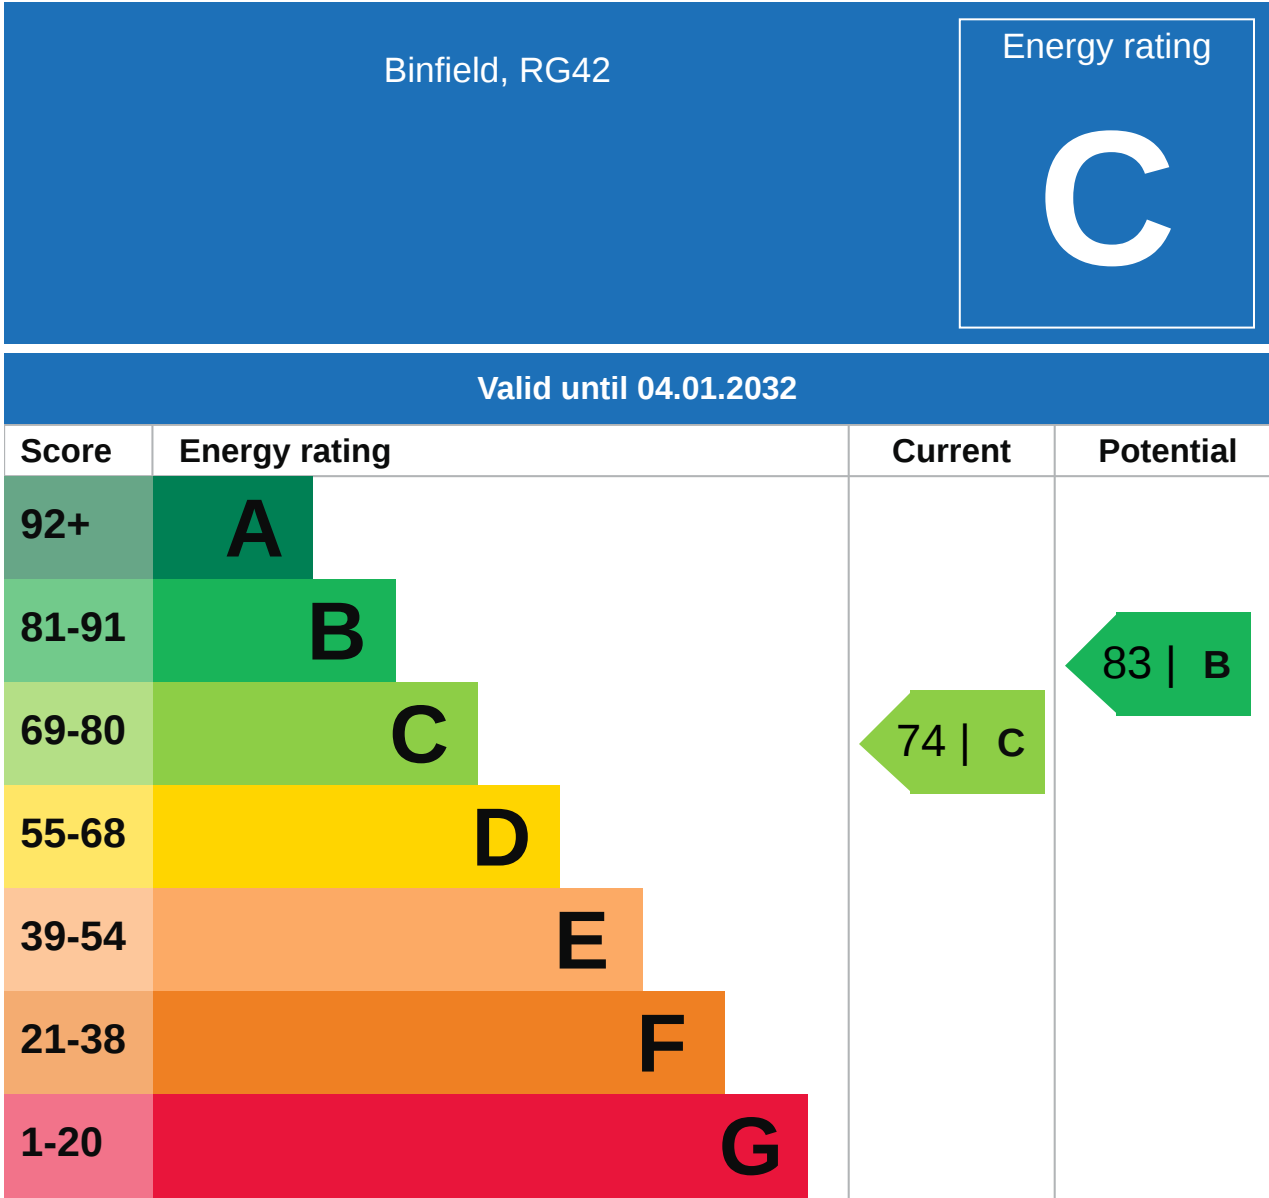 Binfield, RG42
Energy rating
C
Valid until 04.01.2032
Score Energy rating Current Potential
92+ A
81-91 B
83 | B
69-80 C
74 | C
55-68 D
39-54 E
21-38 F
1-20 G